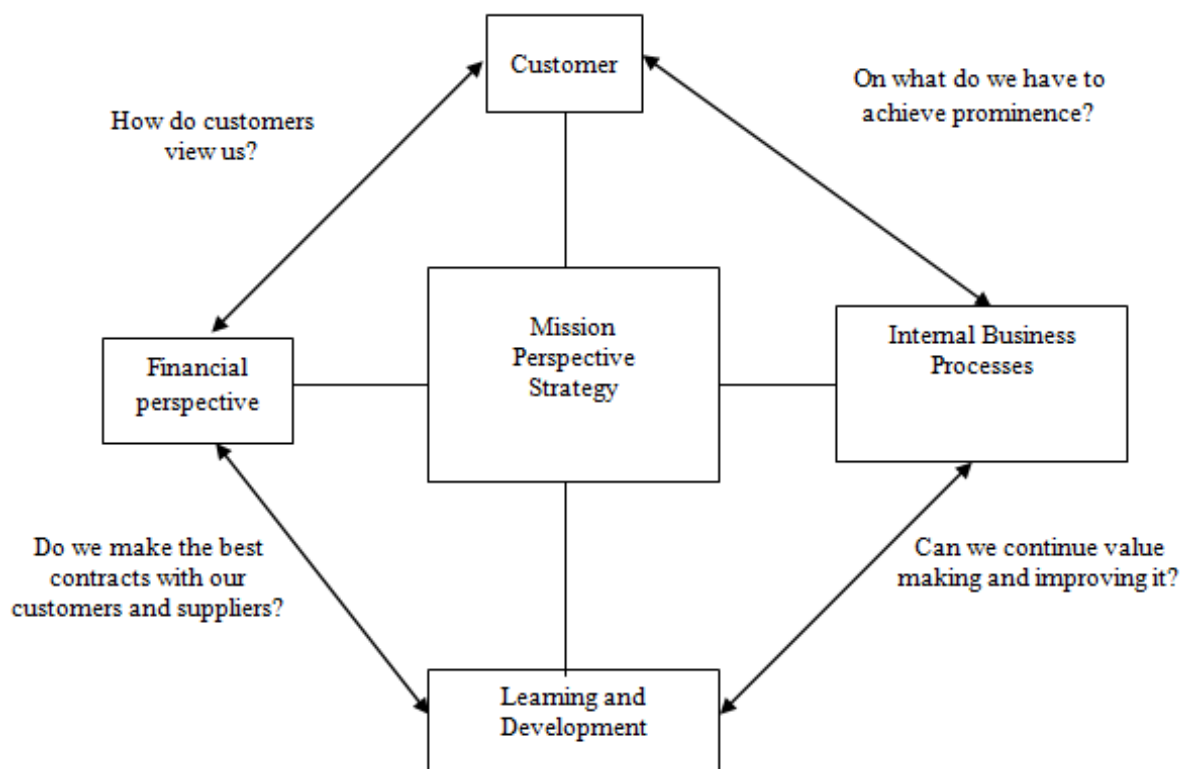 Customer
On what do we have to
achieve prominence?
How do customers
view us?
Mission
Perspective
Strategy
Internal Business
Processes
Financial
perspective
Do we make the best
contracts with our
customers and suppliers?
Can we continue value
making and improving it?
Learning and
Development